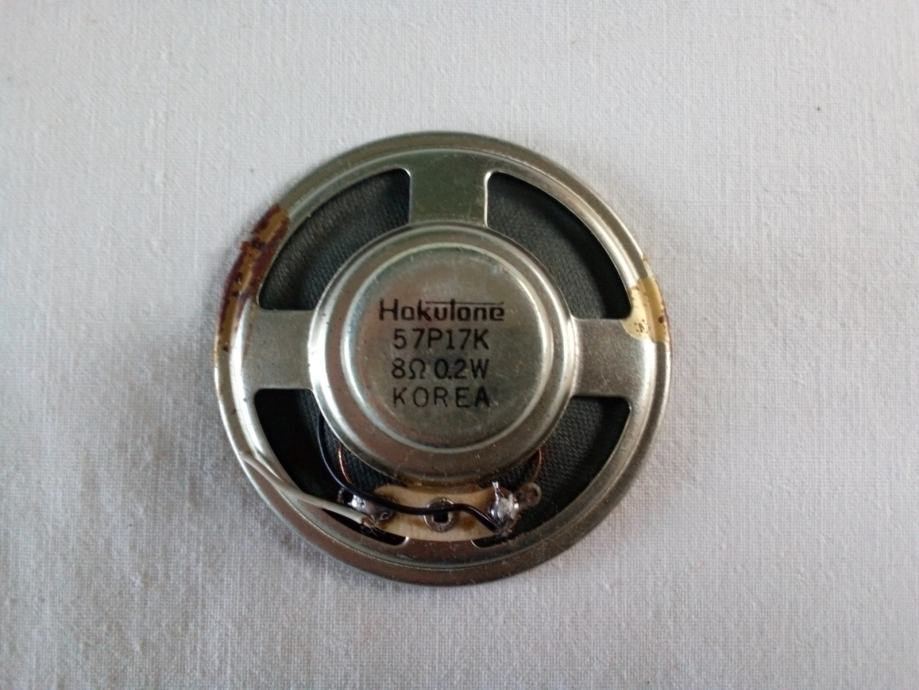 Hokutone
57P17K
8Ω 0.2W
KOREA